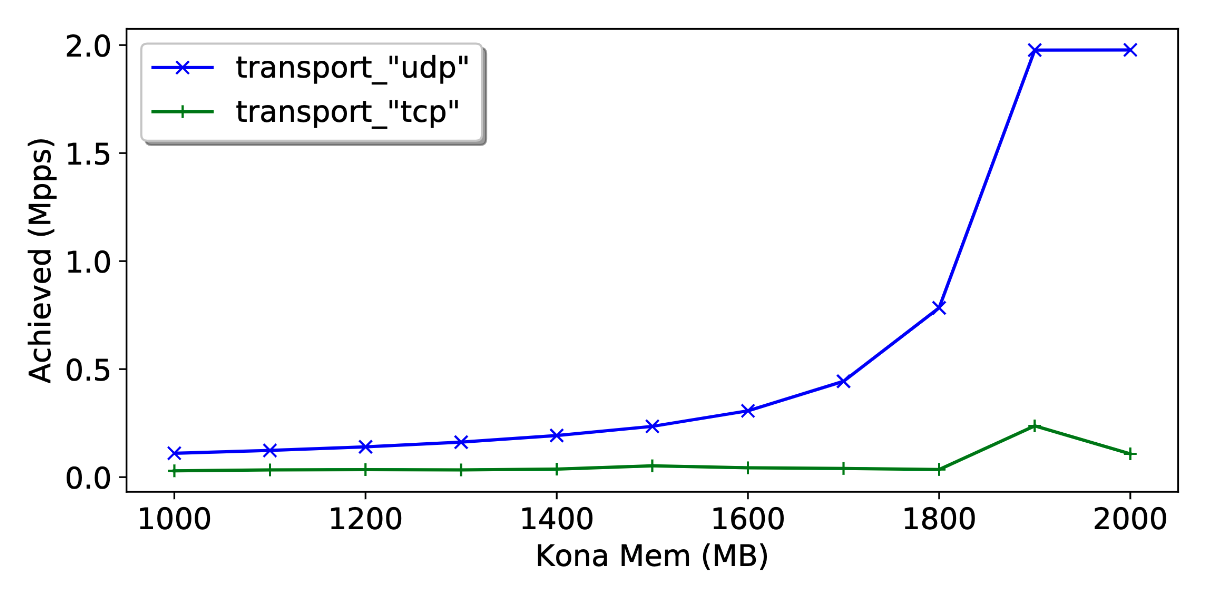 transport_"udp"
transport_"tcp"
Achieved (Mpps)
2.0
1.5
1.0
0.5
0.0
1000 1200 1400 1600 1800 2000
Kona Mem (MB)